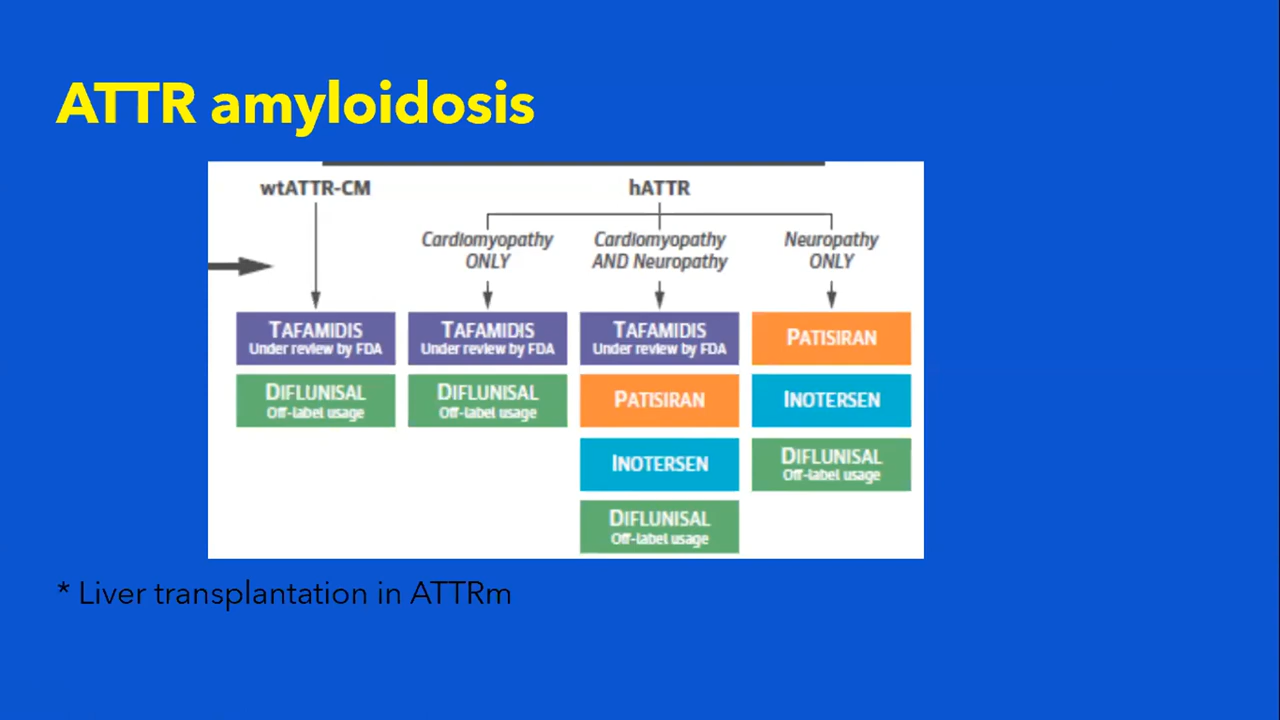 ATTR amyloidosis
wtATTR-CM
hATTR
Cardiomyopathy
ONLY
Cardiomyopathy
AND Neuropathy
Neuropathy
ONLY
TAFAMIDIS
Under review by FDA
DIFLUNISAL
Off-label usage
TAFAMIDIS
Under review by FDA
DIFLUNISAL
Off-label usage
TAFAMIDIS
Under review by FDA
PATISIRAN
INOTERSEN
DIFLUNISAL
Off-label usage
PATISIRAN
INOTERSEN
DIFLUNISAL
Off-label usage
* Liver transplantation in ATTRm